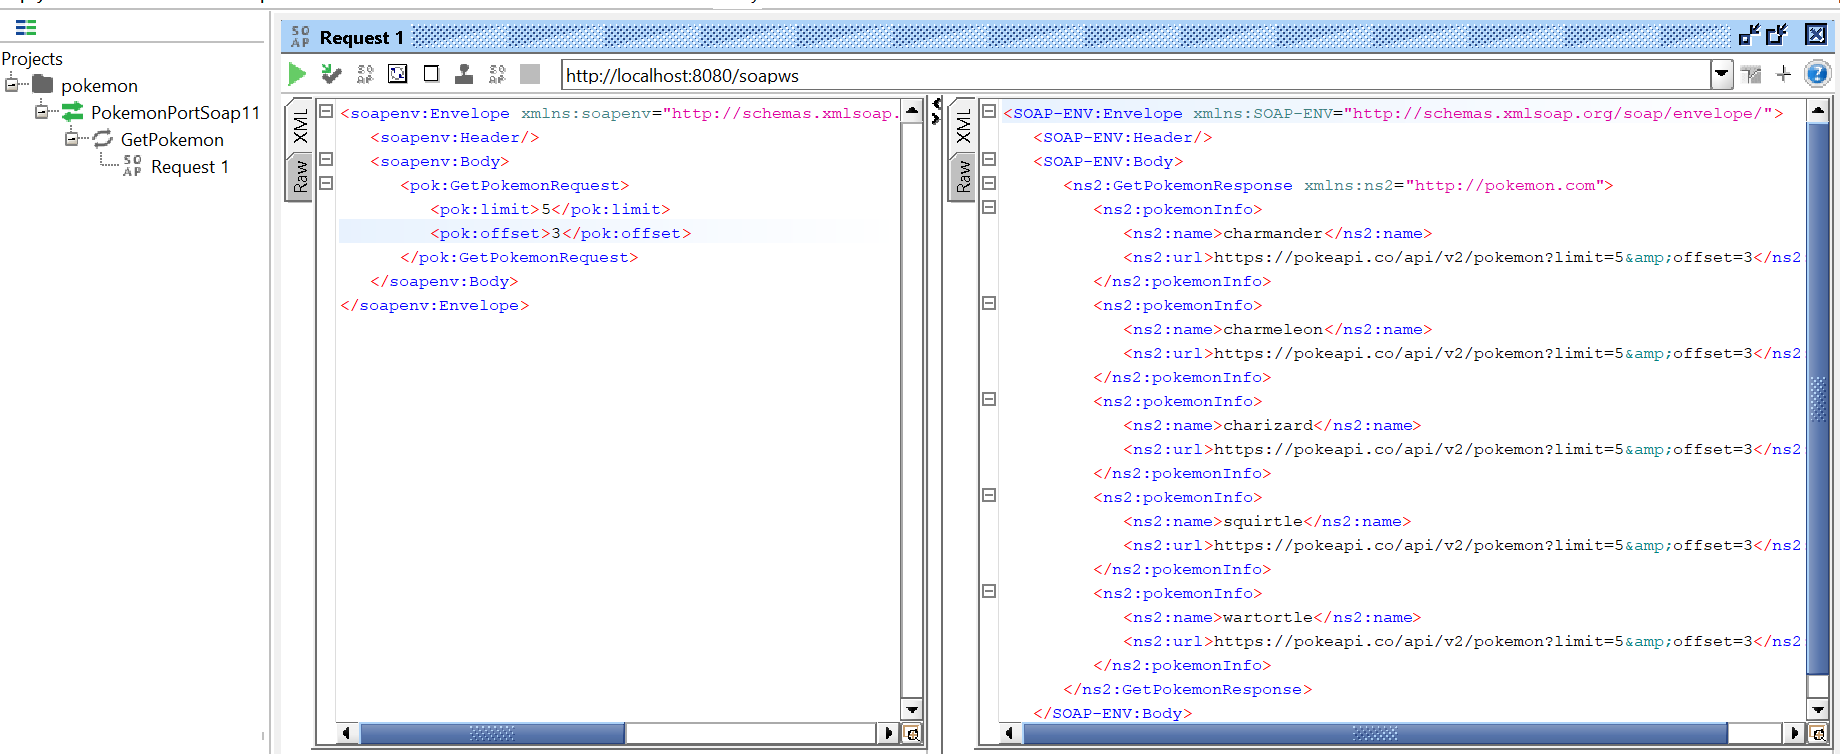 Request 1
http://localhost:8080/soapws
Projects
pokemon
PokemonPortSoap11
GetPokemon
SOAP Request 1
XML
Raw
<soapenv:Envelope xmlns:soapenv="http://schemas.xmlsoap.
<soapenv:Header/>
<soapenv:Body>
<pok:GetPokemonRequest>
<pok:limit>5</pok:limit>
<pok:offset>3</pok:offset>
</pok:GetPokemonRequest>
</soapenv:Body>
</soapenv:Envelope>
XML
Raw
<SOAP-ENV:Envelope xmlns:SOAP-ENV="http://schemas.xmlsoap.org/soap/envelope/">
<SOAP-ENV:Header/>
<SOAP-ENV:Body>
<ns2:GetPokemonResponse xmlns:ns2="http://pokemon.com">
<ns2:pokemonInfo>
<ns2:name>charmander</ns2:name>
<ns2:url>https://pokeapi.co/api/v2/pokemon?limit=5&amp;offset=3</ns2:
</ns2:pokemonInfo>
<ns2:pokemonInfo>
<ns2:name>charmeleon</ns2:name>
<ns2:url>https://pokeapi.co/api/v2/pokemon?limit=5&amp;offset=3</ns2:
</ns2:pokemonInfo>
<ns2:pokemonInfo>
<ns2:name>charizard</ns2:name>
<ns2:url>https://pokeapi.co/api/v2/pokemon?limit=5&amp;offset=3</ns2:
</ns2:pokemonInfo>
<ns2:pokemonInfo>
<ns2:name>squirtle</ns2:name>
<ns2:url>https://pokeapi.co/api/v2/pokemon?limit=5&amp;offset=3</ns2:
</ns2:pokemonInfo>
<ns2:pokemonInfo>
<ns2:name>wartortle</ns2:name>
<ns2:url>https://pokeapi.co/api/v2/pokemon?limit=5&amp;offset=3</ns2:
</ns2:pokemonInfo>
</ns2:GetPokemonResponse>
</SOAP-ENV:Body>